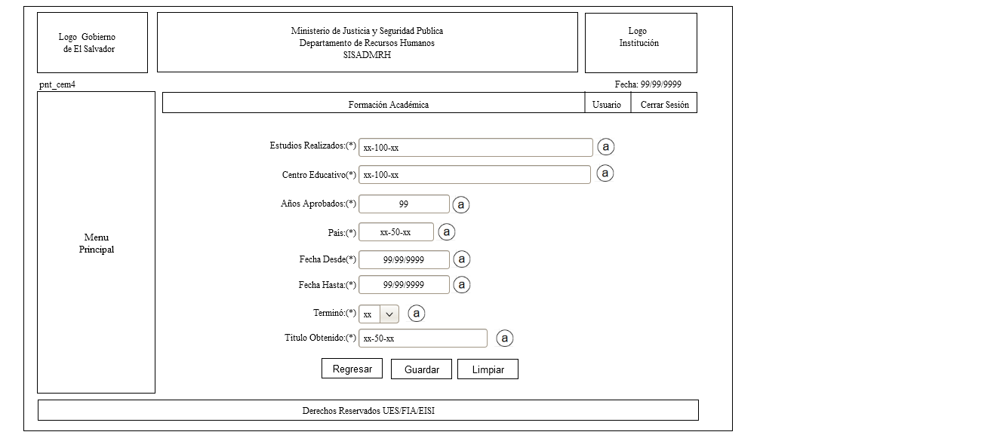 Logo Gobierno
de El Salvador
Ministerio de Justicia y Seguridad Publica
Departamento de Recursos Humanos
SISADMRH
Logo
Institución
pnt_cem4
Fecha: 99/99/9999
Formación Académica
Usuario
Cerrar Sesión
Menu
Principal
Estudios Realizados:(*) xx-100-xx a
Centro Educativo(*) xx-100-xx a
Años Aprobados:(*) 99 a
País:(*) xx-50-xx a
Fecha Desde(*) 99/99/9999 a
Fecha Hasta:(*) 99/99/9999 a
Terminó:(*) xx a
Titulo Obtenido:(*) xx-50-xx a
Regresar Guardar Limpiar
Derechos Reservados UES/FIA/EISI